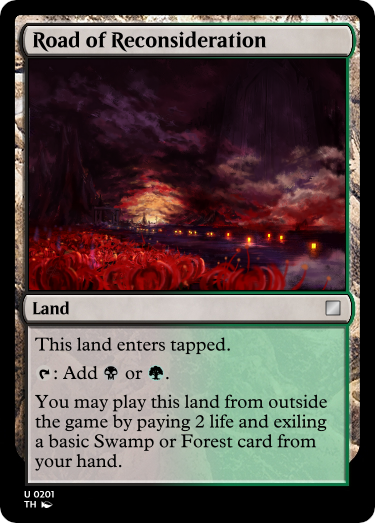 Road of Reconsideration
Land
This land enters tapped.
: Add or .
You may play this land from outside
the game by paying 2 life and exiling
a basic Swamp or Forest card from
your hand.
U 0201
TH